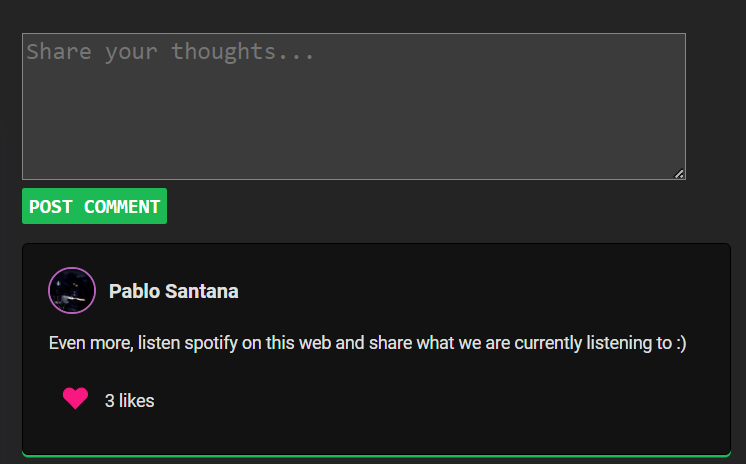 Share your thoughts...
POST COMMENT
Pablo Santana
Even more, listen spotify on this web and share what we are currently listening to :)
3 likes